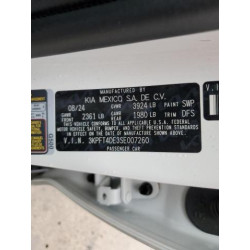 KIA MEXICO S.A. DE C.V.
08/24 GVWR 3924 LB PAINT SWP
2361 LB 1980 LB TRIM DFS
THIS VEHICLE CONFORMS TO ALL APPLICABLE FEDERAL
MOTOR VEHICLE SAFETY, BUMPER, AND THEFT
PREVENTION STANDARDS IN EFFECT ON THE DATE OF
MANUFACTURE SHOWN ABOVE.
V.I.N. 3KPFT4DE3SE007260
PASSENGER CAR
V.I.